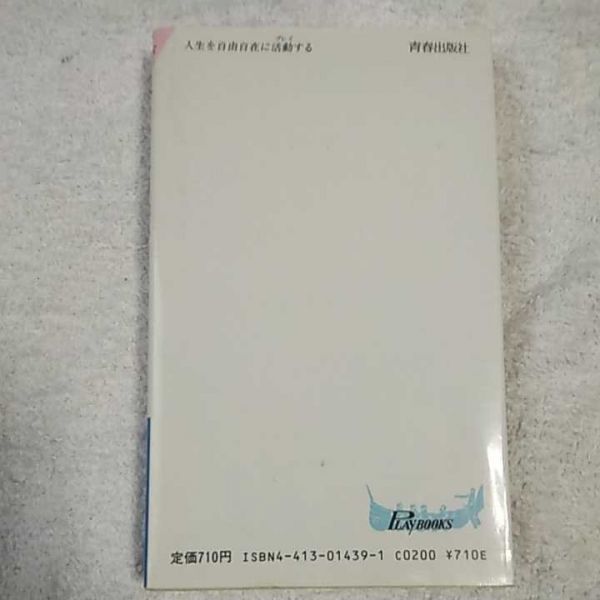 人生を自由自在に活動する
プレイ
青春出版社
PLAYBOOKS
定価710円 ISBN4-413-01439-1 C0200 ¥710E